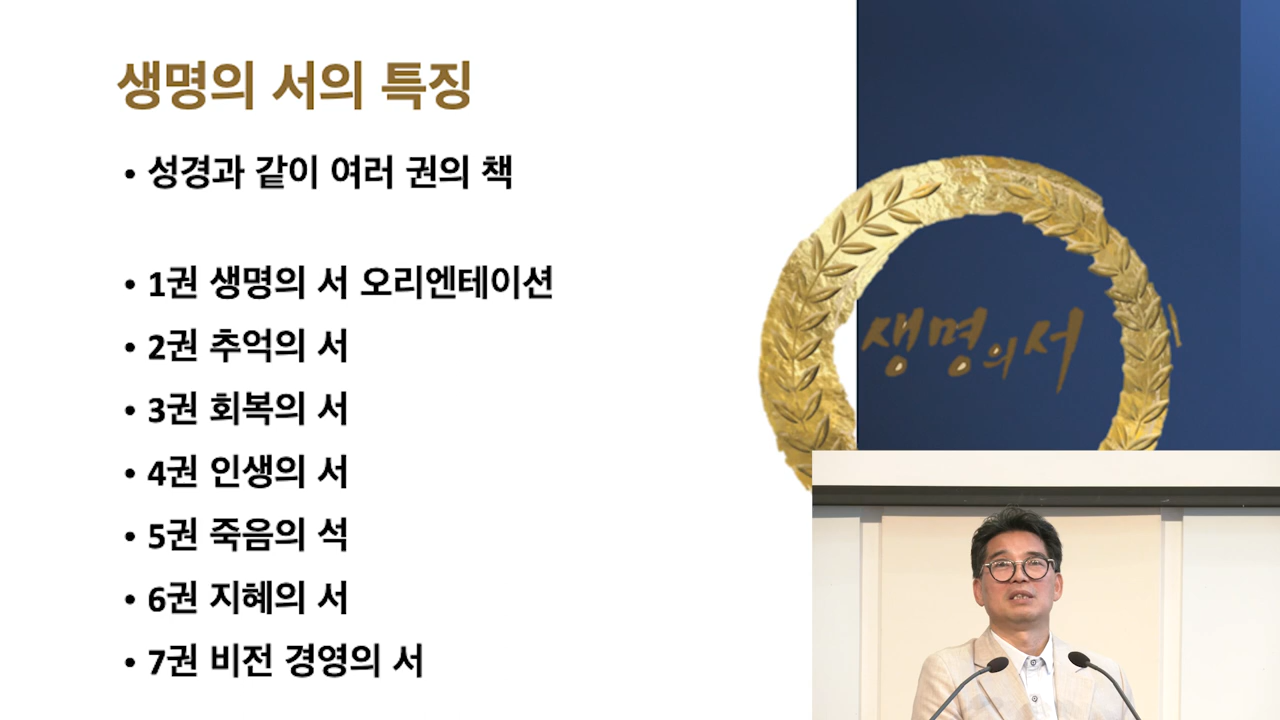 생명의 서의 특징
• 성경과 같이 여러 권의 책
• 1권 생명의 서 오리엔테이션
• 2권 추억의 서
• 3권 회복의 서
• 4권 인생의 서
• 5권 죽음의 석
• 6권 지혜의 서
• 7권 비전 경영의 서
생명의서